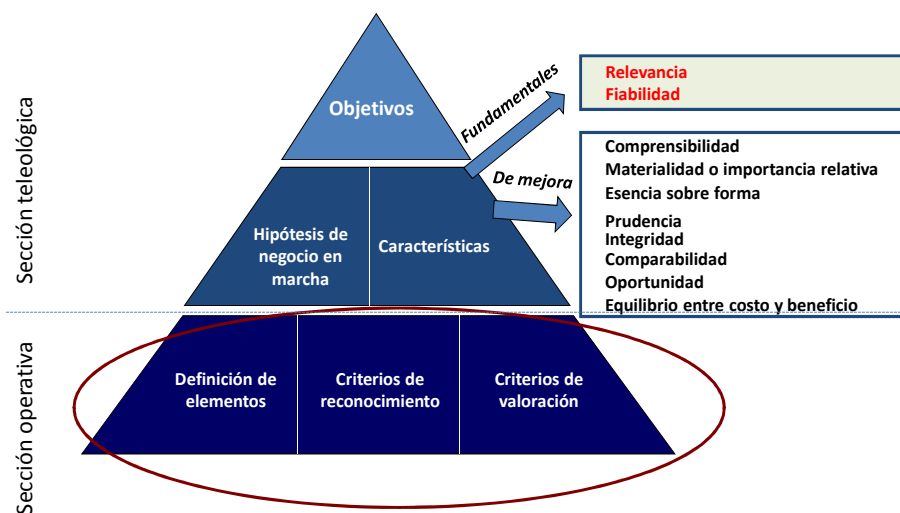 Sección teleológica
Objetivos
Fundamentales
Relevancia
Fiabilidad
De mejora
Comprensibilidad
Materialidad o importancia relativa
Esencia sobre forma
Prudencia
Integridad
Comparabilidad
Oportunidad
Equilibrio entre costo y beneficio
Hipótesis de
negocio en
marcha
Características
Sección operativa
Definición de
elementos
Criterios de
reconocimiento
Criterios de
valoración